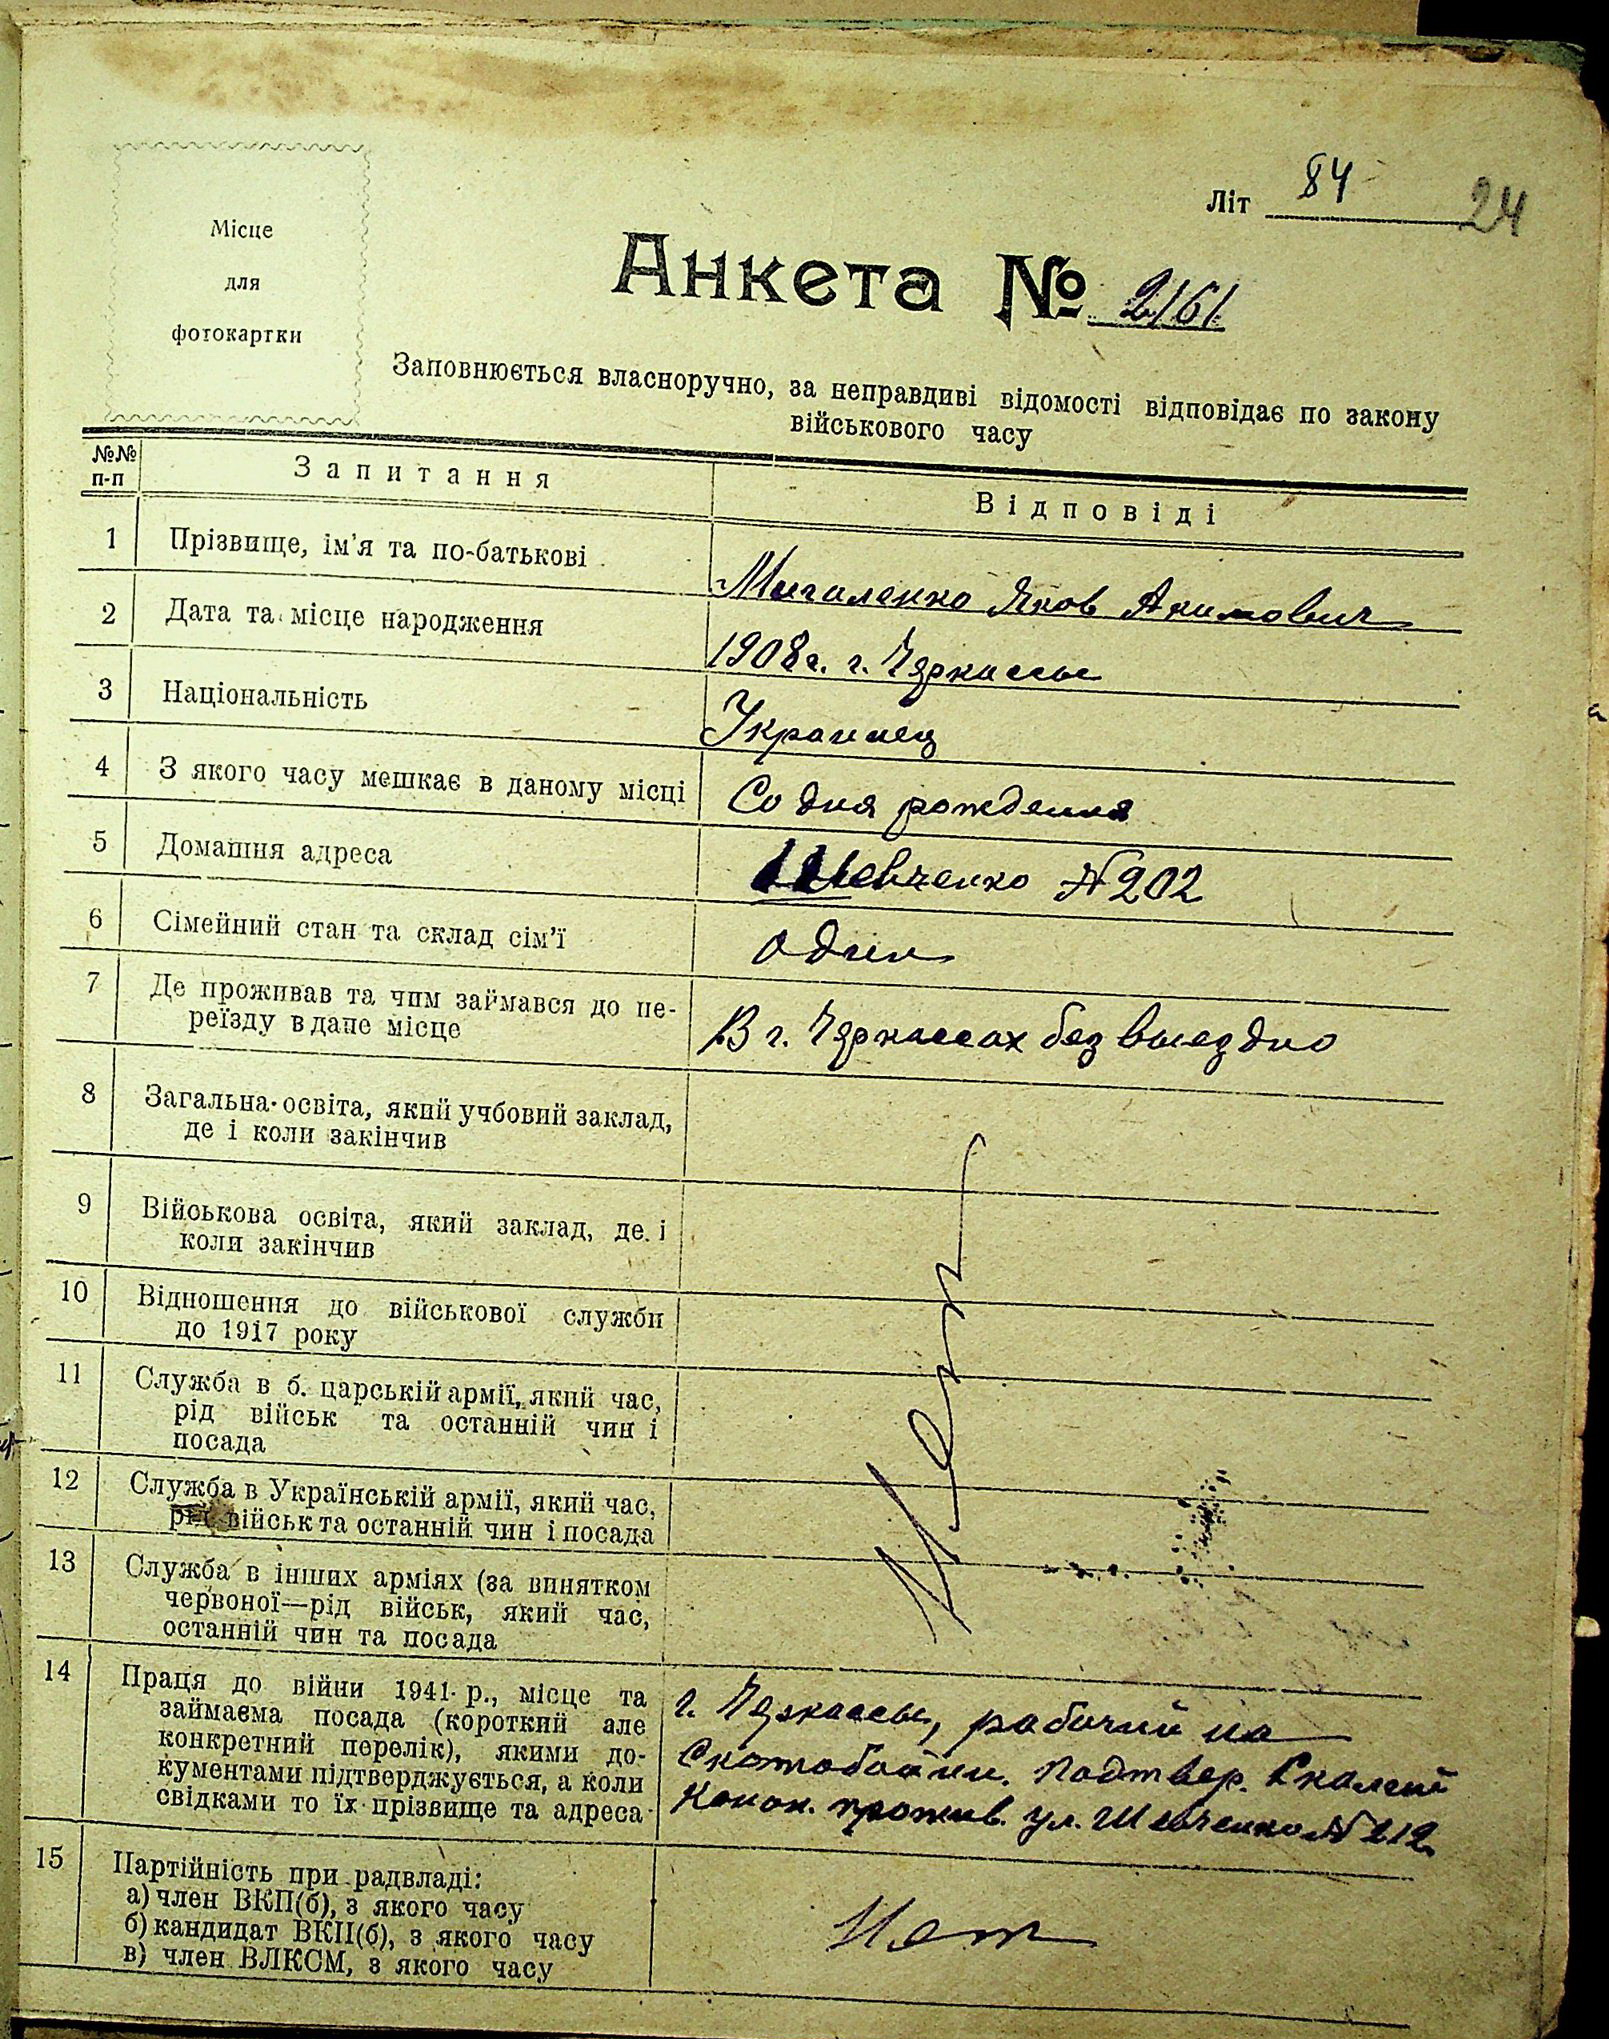 Літ 84 24
Місце
для
фотокартки
Анкета № 2161
Заповнюється власноручно, за неправдиві відомості відповідає по закону
військового часу
№№
п-п
Запитання
Відповіді
1 Прізвище, ім'я та по-батькові
Мигаленко Яков Акимович
2 Дата та місце народження
1908г. г. Черкассы
3 Національність
Украинец
4 З якого часу мешкає в даному місці
Со дня рождения
5 Домашня адреса
Шевченко № 202
6 Сімейний стан та склад сім'ї
один
7 Де проживав та чим займався до пе-
реїзду в дане місце
В г. Черкассах безвыездно
8 Загальна освіта, який учбовий заклад,
де і коли закінчив
9 Військова освіта, який заклад, де і
коли закінчив
10 Відношення до військової служби
до 1917 року
11 Служба в б. царській армії, який час,
рід військ та останній чин і
посада
12 Служба в Українській армії, який час,
рід військ та останній чин і посада
13 Служба в інших арміях (за винятком
червоної—рід військ, який час,
останній чин та посада
Нет
14 Праця до війни 1941 р., місце та
займаєма посада (короткий але
конкретний перелік), якими до-
кументами підтверджується, а коли
свідками то їх прізвище та адреса
г. Черкассы, рабочий на
Скотобойни. Подтвер.
Конон. прожив. ул. Шевченко № 212
15 Партійність при радвладі:
а) член ВКП(б), з якого часу
б) кандидат ВКП(б), з якого часу
в) член ВЛКСМ, з якого часу
Нет